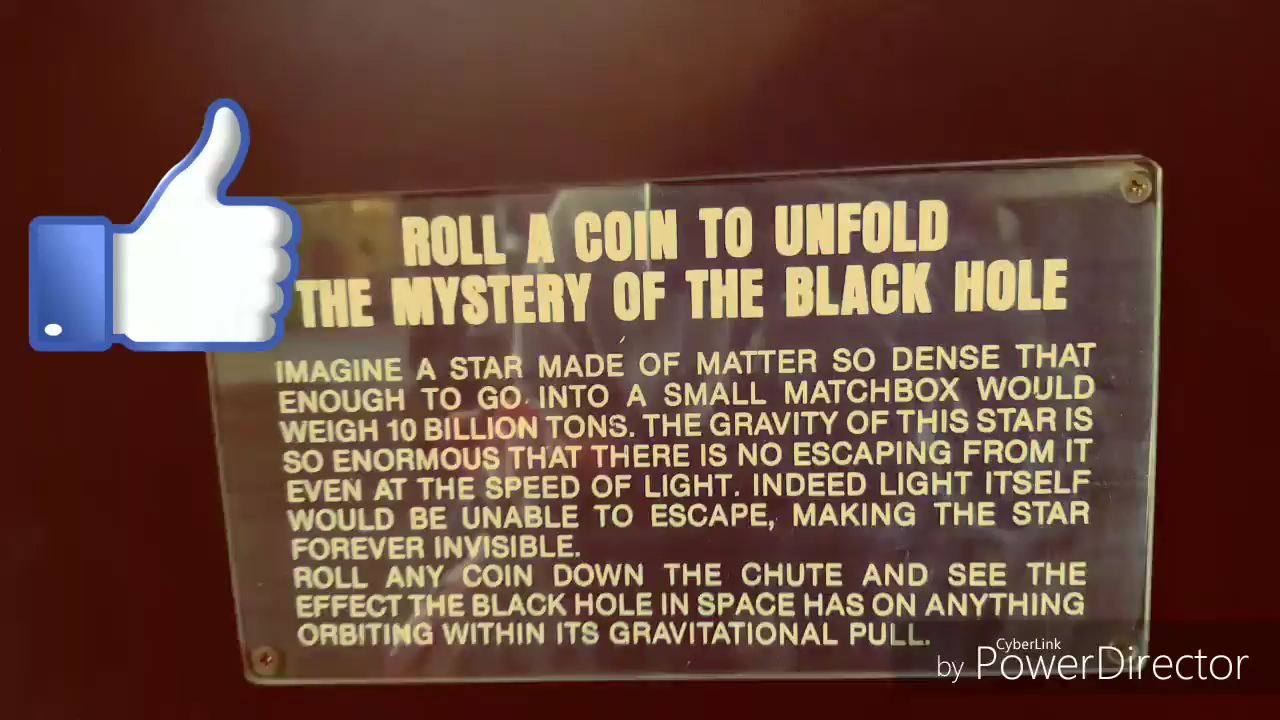 ROLL A COIN TO UNFOLD
THE MYSTERY OF THE BLACK HOLE
IMAGINE A STAR MADE OF MATTER SO DENSE THAT
ENOUGH TO GO INTO A SMALL MATCHBOX WOULD
WEIGH 10 BILLION TONS. THE GRAVITY OF THIS STAR IS
SO ENORMOUS THAT THERE IS NO ESCAPING FROM IT
EVEN AT THE SPEED OF LIGHT. INDEED LIGHT ITSELF
WOULD BE UNABLE TO ESCAPE, MAKING THE STAR
FOREVER INVISIBLE.
ROLL ANY COIN DOWN THE CHUTE AND SEE THE
EFFECT THE BLACK HOLE IN SPACE HAS ON ANYTHING
ORBITING WITHIN ITS GRAVITATIONAL PULL.
CyberLink
by PowerDirector